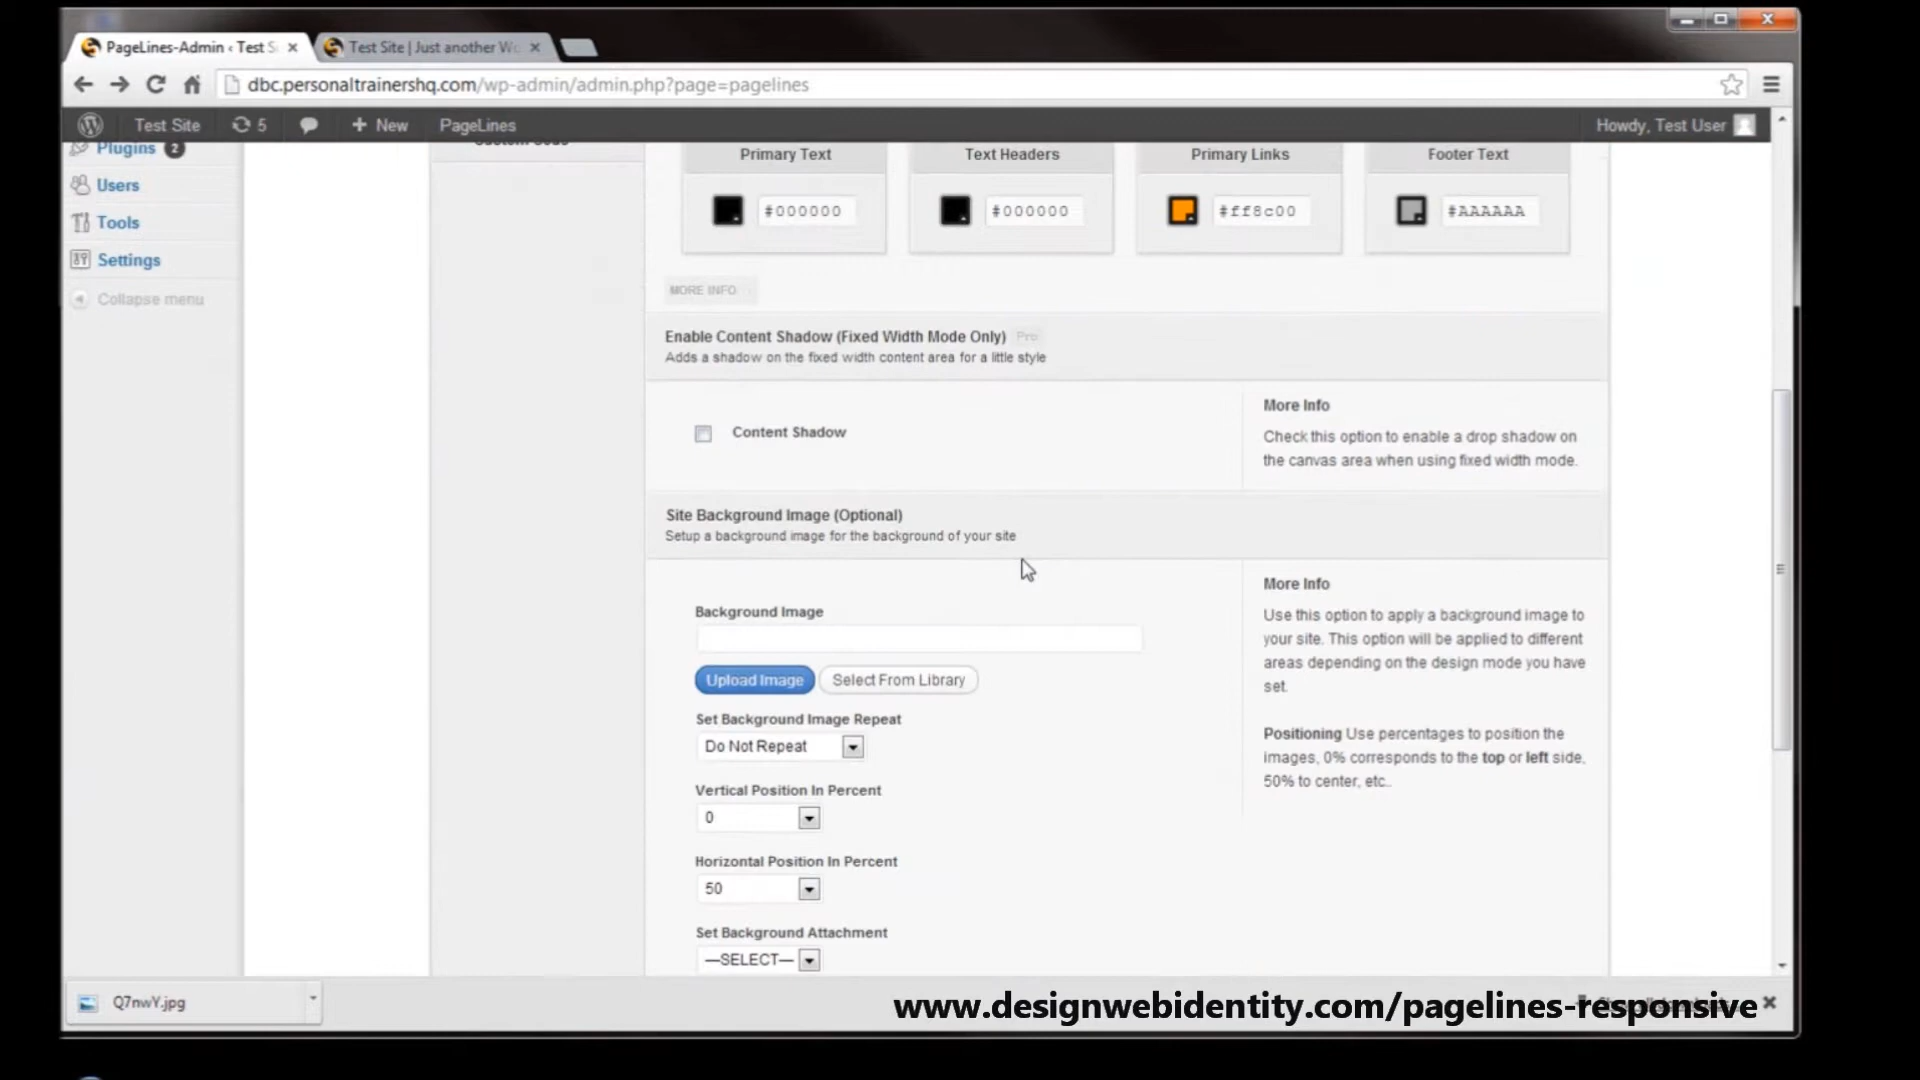 PageLines-Admin ‹ Test S
Test Site | Just another W
dbc.personaltrainershq.com/wp-admin/admin.php?page=pagelines
Test Site
5
+ New
PageLines
Howdy, Test User
Plugins 2
Users
Tools
Settings
Collapse menu
Custom Code
Primary Text
Text Headers
Primary Links
Footer Text
#000000
#000000
#ff8c00
#AAAAAA
MORE INFO
Enable Content Shadow (Fixed Width Mode Only) Pro
Adds a shadow on the fixed width content area for a little style
Content Shadow
More Info
Check this option to enable a drop shadow on
the canvas area when using fixed width mode.
Site Background Image (Optional)
Setup a background image for the background of your site
Background Image
Upload Image
Select From Library
Set Background Image Repeat
Do Not Repeat
Vertical Position In Percent
0
Horizontal Position In Percent
50
Set Background Attachment
—SELECT—
More Info
Use this option to apply a background image to
your site. This option will be applied to different
areas depending on the design mode you have
set.
Positioning Use percentages to position the
images, 0% corresponds to the top or left side,
50% to center, etc..
Q7nwY.jpg
www.designwebidentity.com/pagelines-responsive